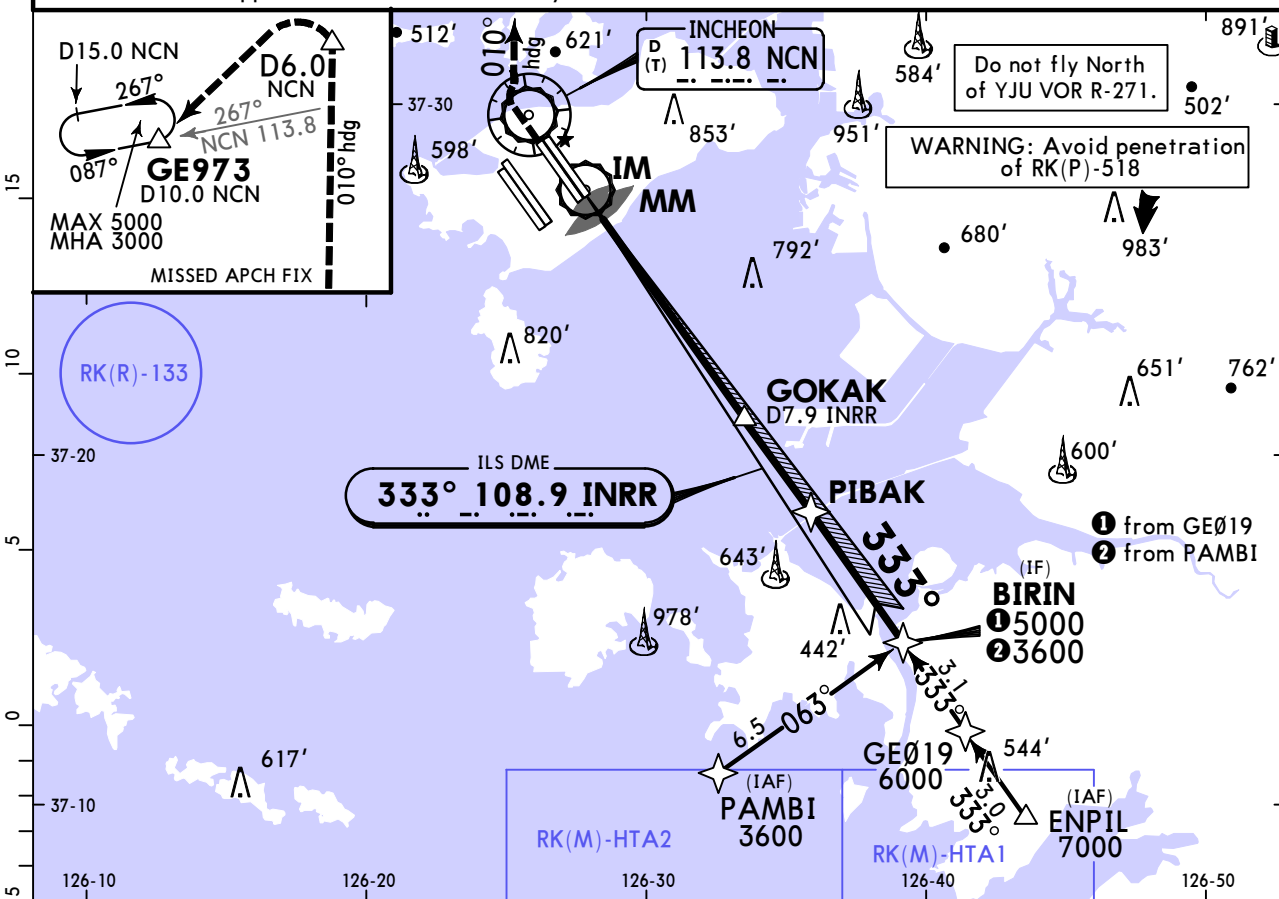 D15.0 NCN
267°
087°
D6.0
NCN
267°
NCN 113.8
GE973
D10.0 NCN
MAX 5000
MHA 3000
010° hdg
MISSED APCH FIX
512'
010°
hdg
621'
INCHEON
D
(T)
113.8 NCN
584'
Do not fly North
of YJU VOR R-271.
891'
502'
37-30
598'
853'
951'
WARNING: Avoid penetration
of RK(P)-518
983'
IM
MM
15
792'
680'
820'
10
RK(R)-133
GOKAK
D7.9 INRR
651'
762'
37-20
ILS DME
333° 108.9 INRR
PIBAK
600'
❶ from GEØ19
❷ from PAMBI
5
643'
333°
(IF)
BIRIN
❶5000
❷3600
978'
442'
3.1
333°
0
6.5
063°
617'
GEØ19
6000
544'
37-10
(IAF)
PAMBI
3600
3.0
333°
(IAF)
ENPIL
7000
RK(M)-HTA2
RK(M)-HTA1
5
126-10
126-20
126-30
126-40
126-50